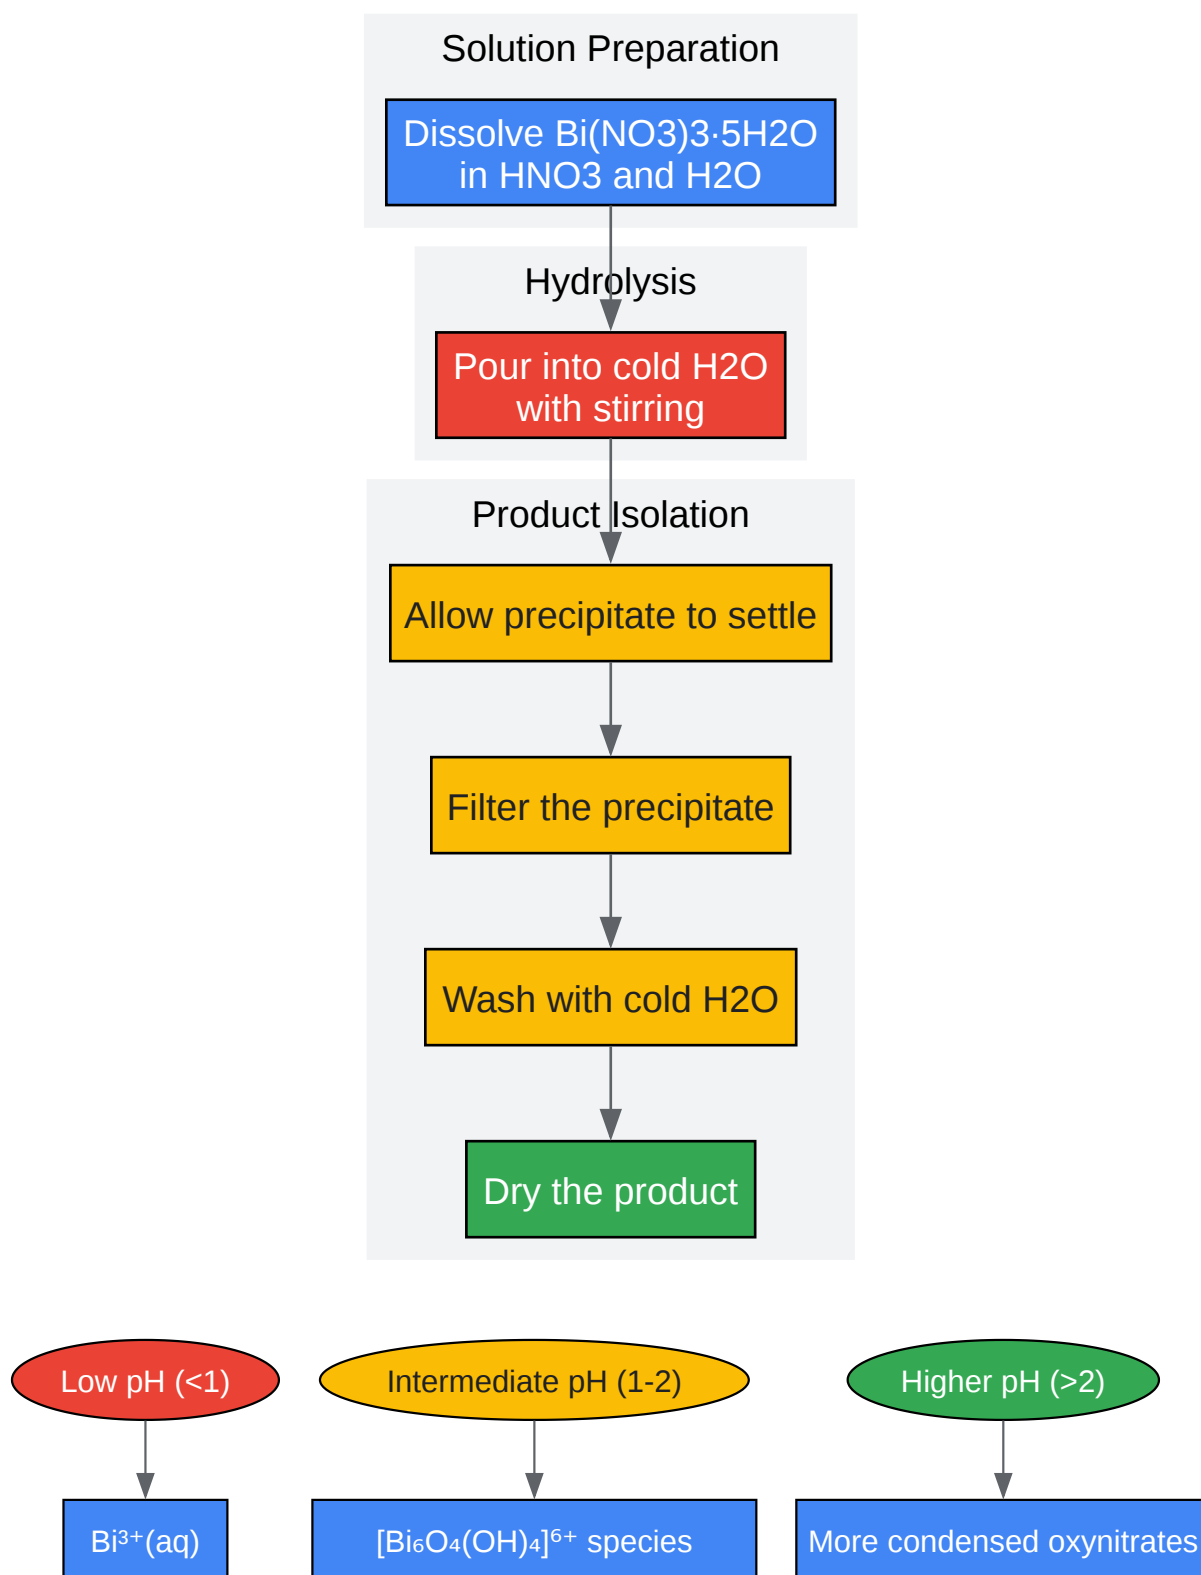 Solution Preparation
Dissolve Bi(NO3)3·5H2O
in HNO3 and H2O
Hydrolysis
Pour into cold H2O
with stirring
Product Isolation
Allow precipitate to settle
Filter the precipitate
Wash with cold H2O
Dry the product
Low pH (<1)
Intermediate pH (1-2)
Higher pH (>2)
Bi³⁺(aq)
[Bi₆O₄(OH)₄]⁶⁺ species
More condensed oxynitrates